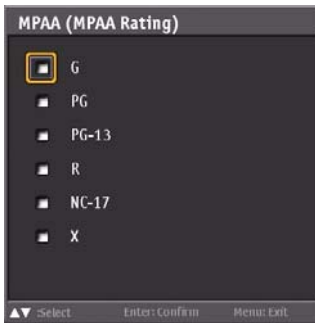 MPAA (MPAA Rating)
G
PG
PG-13
R
NC-17
X
▲▼ :Select Enter: Confirm Menu: Exit